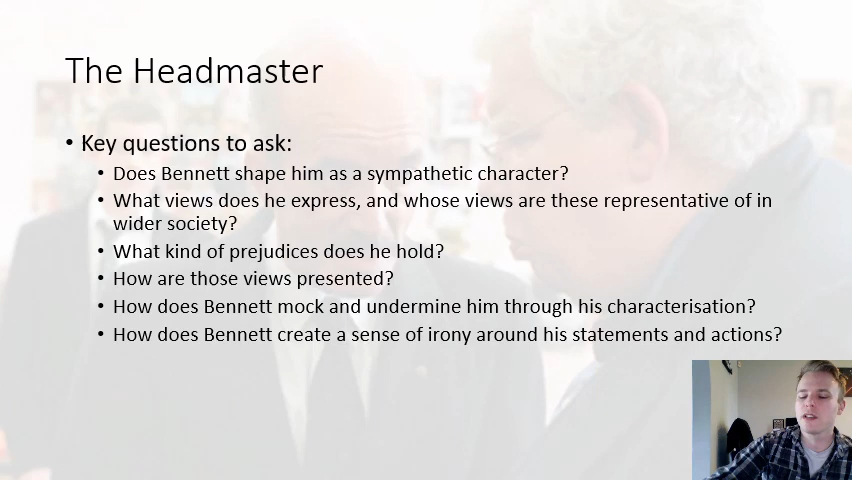 The Headmaster
• Key questions to ask:
• Does Bennett shape him as a sympathetic character?
• What views does he express, and whose views are these representative of in
wider society?
• What kind of prejudices does he hold?
• How are those views presented?
• How does Bennett mock and undermine him through his characterisation?
• How does Bennett create a sense of irony around his statements and actions?